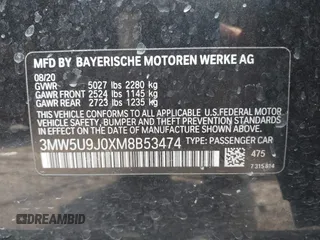 MFD BY BAYERISCHE MOTOREN WERKE AG
08/20
GVWR 5027 lbs 2280 kg
GAWR FRONT 2524 lbs 1145 kg
GAWR REAR 2723 lbs 1235 kg
THIS VEHICLE CONFORMS TO ALL APPLICABLE U.S. FEDERAL MOTOR VEHICLE
SAFETY, BUMPER, AND THEFT PREVENTION STANDARDS IN EFFECT ON THE
DATE OF MANUFACTURE SHOWN ABOVE.
3MW5U9J0XM8B53474 TYPE: PASSENGER CAR
475
DREAMBID